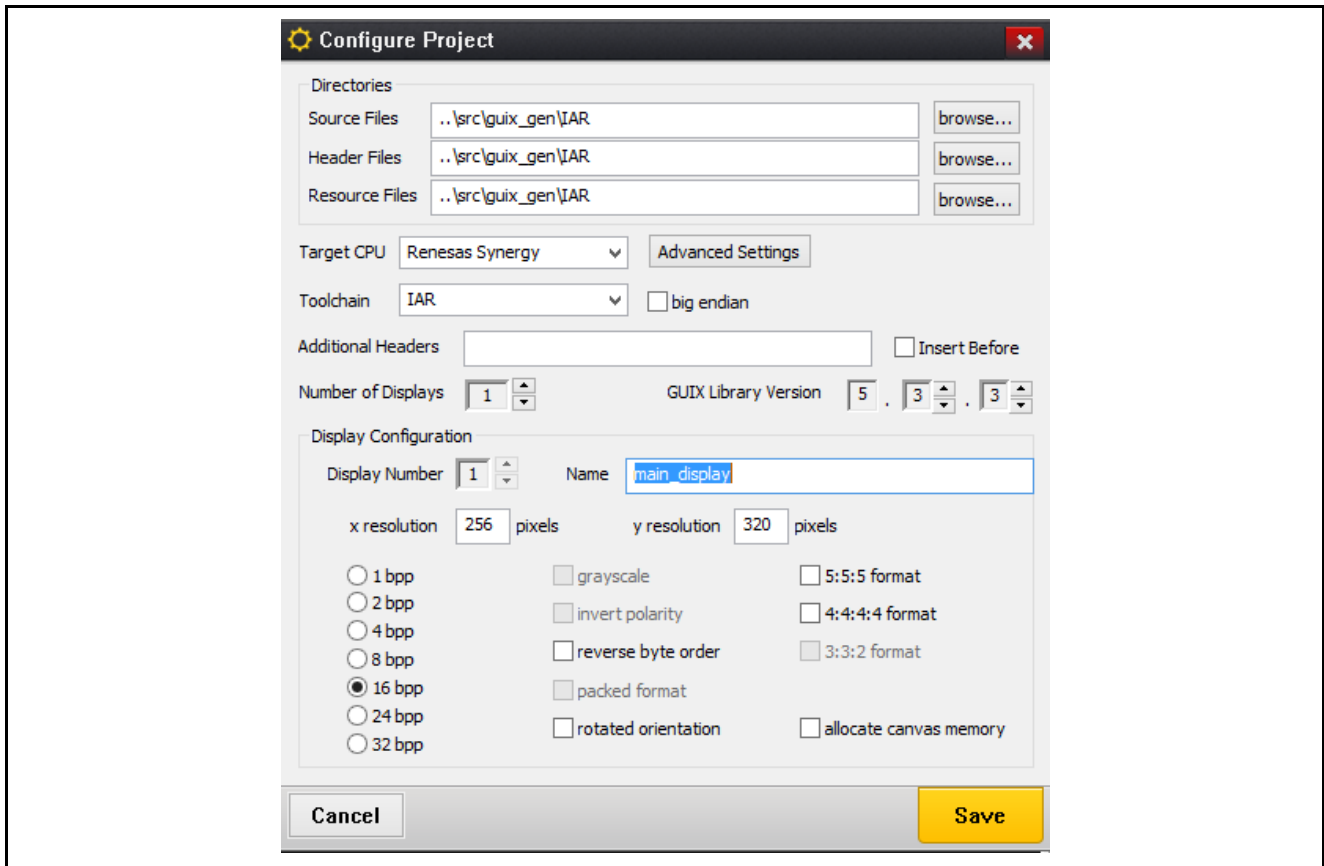 Configure Project
Directories
Source Files ..\src\guix_gen\IAR browse...
Header Files ..\src\guix_gen\IAR browse...
Resource Files ..\src\guix_gen\IAR browse...
Target CPU Renesas Synergy Advanced Settings
Toolchain IAR big endian
Additional Headers Insert Before
Number of Displays 1 GUIX Library Version 5 . 3 . 3
Display Configuration
Display Number 1 Name main_display
x resolution 256 pixels y resolution 320 pixels
1 bpp grayscale 5:5:5 format
2 bpp
invert polarity 4:4:4:4 format
4 bpp
8 bpp reverse byte order 3:3:2 format
16 bpp packed format
24 bpp
rotated orientation allocate canvas memory
32 bpp
Cancel Save